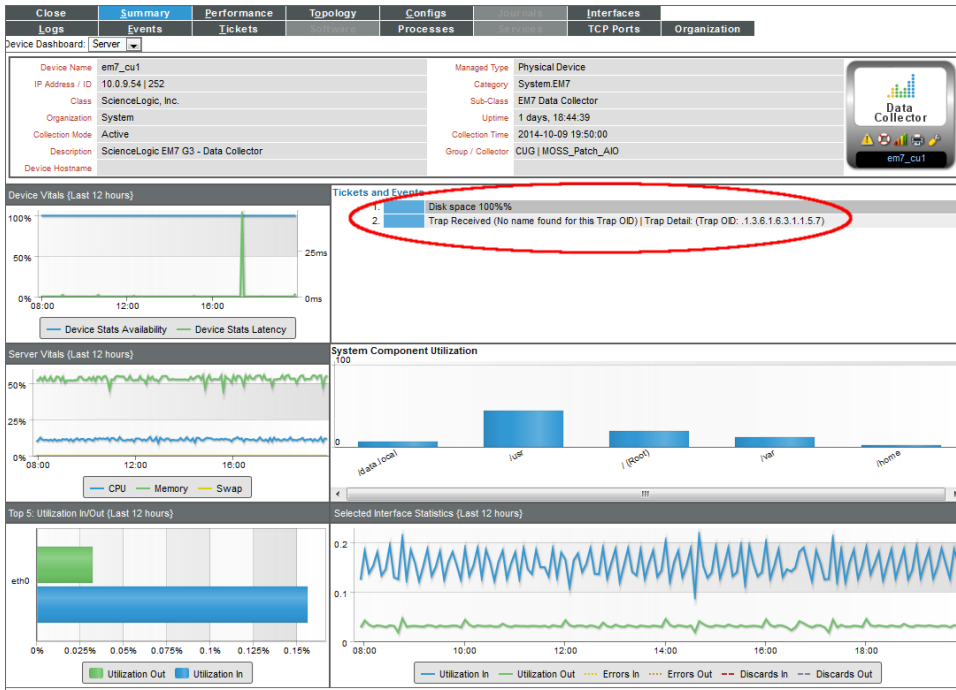 Close Summary Performance Topology Configs Journals Interfaces
Logs Events Tickets Software Processes Services TCP Ports Organization
Device Dashboard: Server
Device Name em7_cu1 Managed Type Physical Device
IP Address / ID 10.0.9.54 | 252 Category System.EM7
Class ScienceLogic, Inc. Sub-Class EM7 Data Collector
Organization System Uptime 1 days, 18:44:39
Collection Mode Active Collection Time 2014-10-09 19:50:00
Description ScienceLogic EM7 G3 - Data Collector Group / Collector CUG | MOSS_Patch_AIO
Device Hostname
Data
Collector
em7_cu1
Device Vitals {Last 12 hours}
100%
50%
0%
25ms
0ms
08:00 12:00 16:00
Device Stats Availability Device Stats Latency
Tickets and Events
1. Disk space 100%%
2. Trap Received (No name found for this Trap OID) | Trap Detail: (Trap OID: .1.3.6.1.6.3.1.1.5.7)
Server Vitals {Last 12 hours}
50%
25%
0%
08:00 12:00 16:00
CPU Memory Swap
System Component Utilization
100
0
/data.local /usr / (Root) /var /home
Top 5: Utilization In/Out {Last 12 hours}
eth0
0% 0.025% 0.05% 0.075% 0.1% 0.125% 0.15%
Utilization Out Utilization In
Selected Interface Statistics {Last 12 hours}
0.2
0.1
0
08:00 10:00 12:00 14:00 16:00 18:00
Utilization In Utilization Out Errors In Errors Out Discards In Discards Out